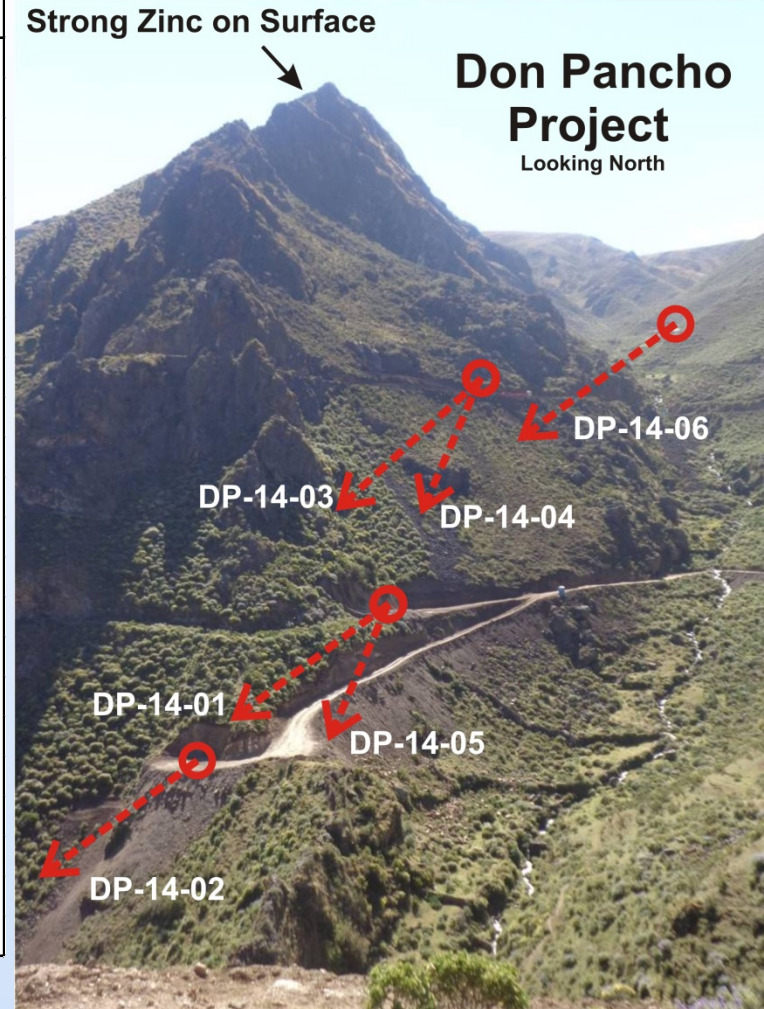 Strong Zinc on Surface
Don Pancho
Project
Looking North
DP-14-06
DP-14-03
DP-14-04
DP-14-01
DP-14-05
DP-14-02